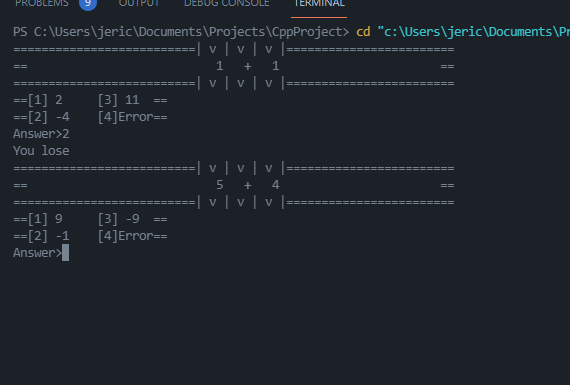 PROBLEMS 9 OUTPUT DEBUG CONSOLE TERMINAL
PS C:\Users\jeric\Documents\Projects\CppProject> cd "c:\Users\jeric\Documents\Pr
==========================| v | v | v |========================
==                           1   +   1                       ==
==========================| v | v | v |========================
==[1] 2     [3] 11  ==
==[2] -4    [4]Error==
Answer>2
You lose
==========================| v | v | v |========================
==                           5   +   4                       ==
==========================| v | v | v |========================
==[1] 9     [3] -9  ==
==[2] -1    [4]Error==
Answer>